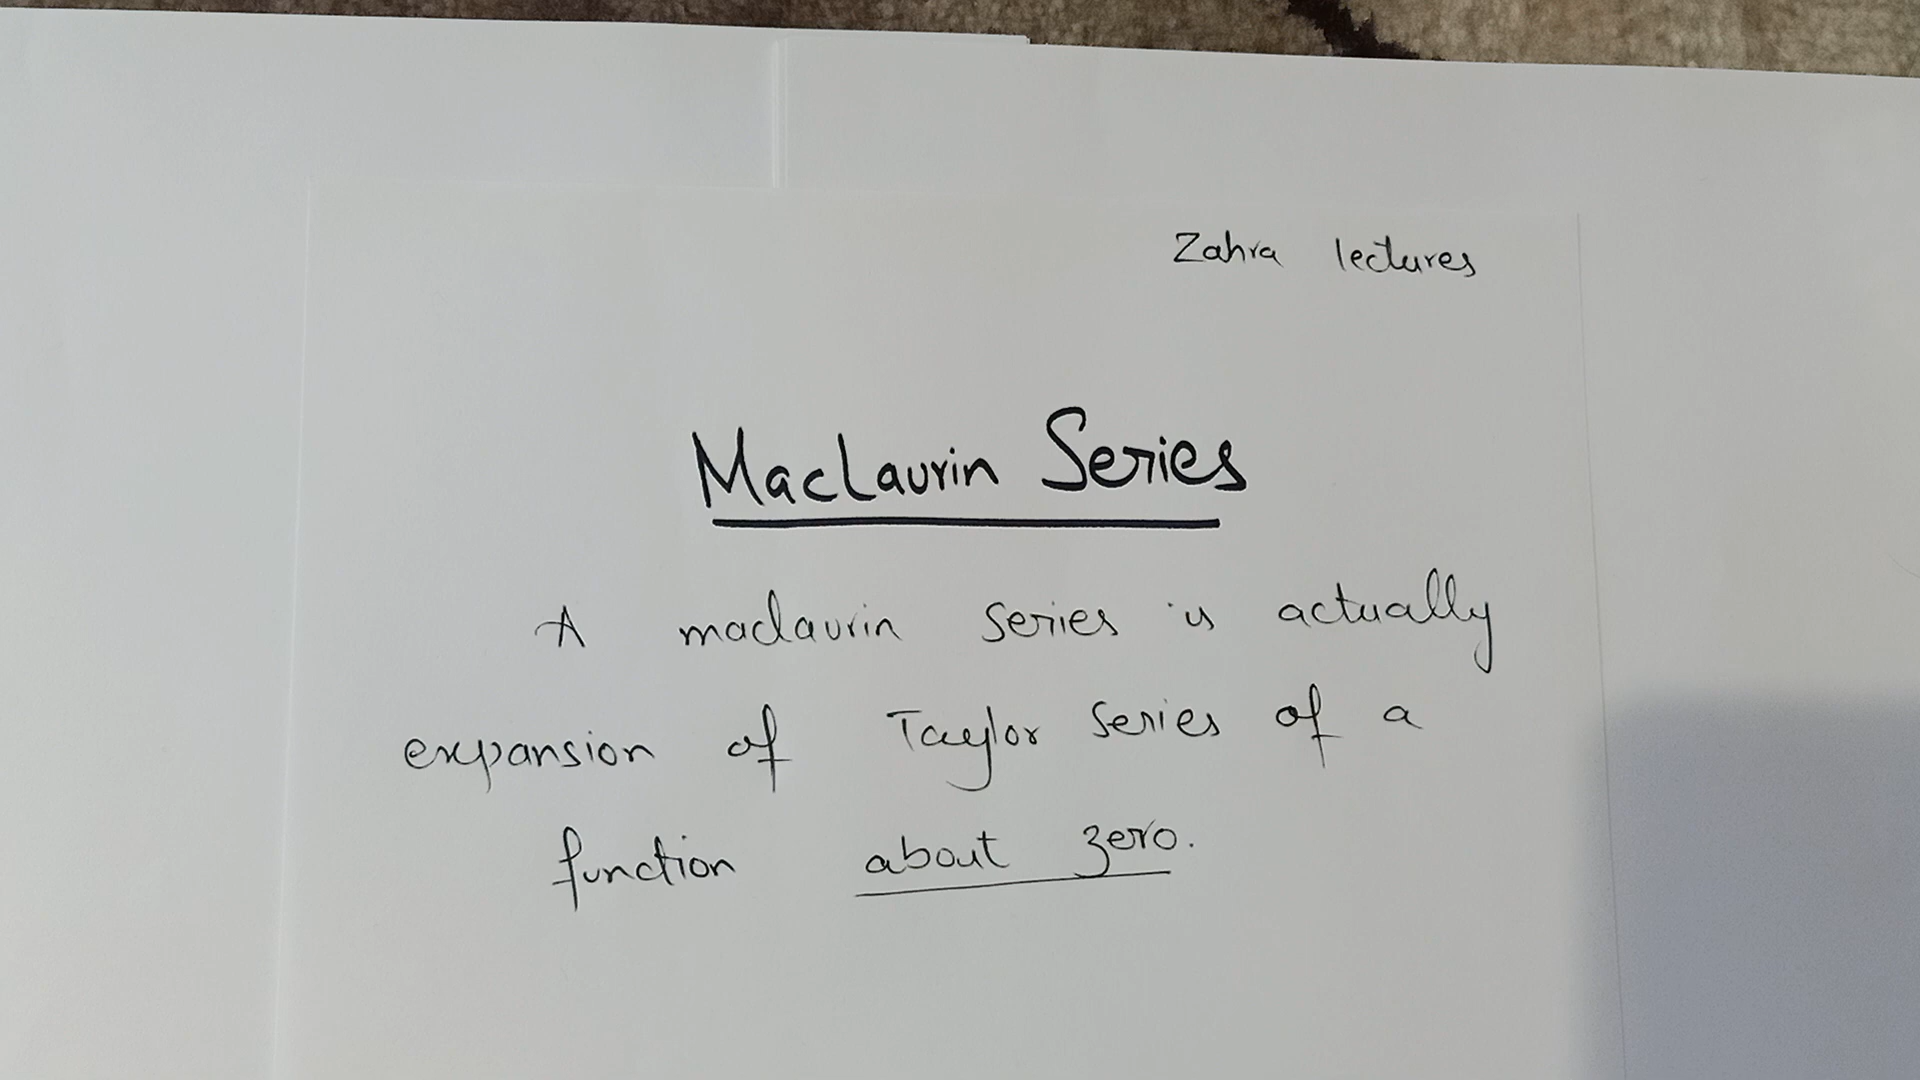 Zahra lectures
Maclaurin Series
A maclaurin series is actually
expansion of Taylor series of a
function about zero.